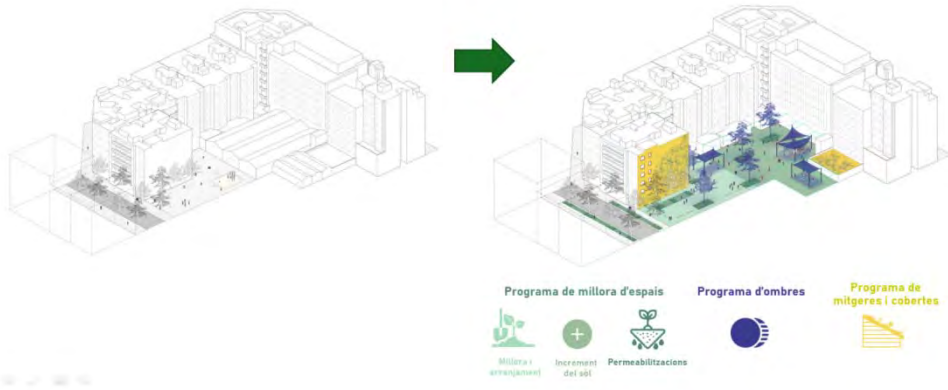 Programa de millora d'espais
Programa d'ombres
Programa de
mitgeres i cobertes
Millora i
arranjament
Increment
del sòl
Permeabilitzacions